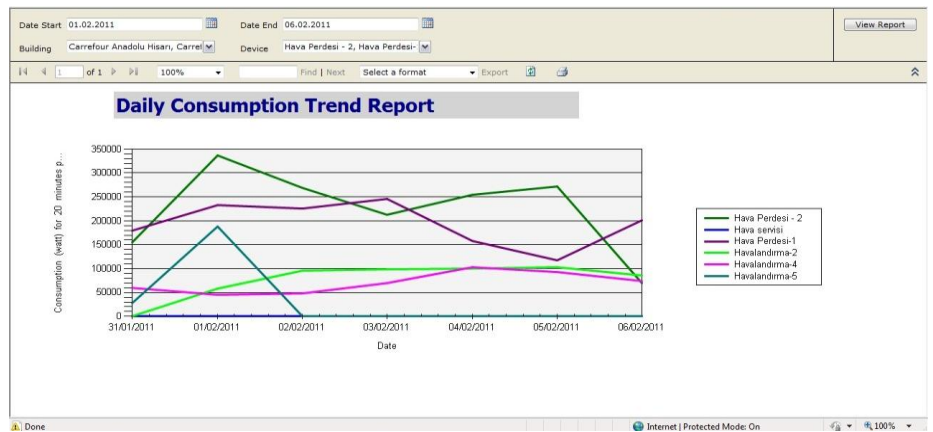 Date Start 01.02.2011 Date End 06.02.2011 View Report
Building Carrefour Anadolu Hisarı, Carref Device Hava Perdesi - 2, Hava Perdesi-
1 of 1 100% Find | Next Select a format Export
Daily Consumption Trend Report
Consumption (watt) for 20 minutes p...
350000
300000
250000
200000
150000
100000
50000
0
31/01/2011 01/02/2011 02/02/2011 03/02/2011 04/02/2011 05/02/2011 06/02/2011
Date
Hava Perdesi - 2
Hava servisi
Hava Perdesi-1
Havalandırma-2
Havalandırma-4
Havalandırma-5
Done Internet | Protected Mode: On 100%